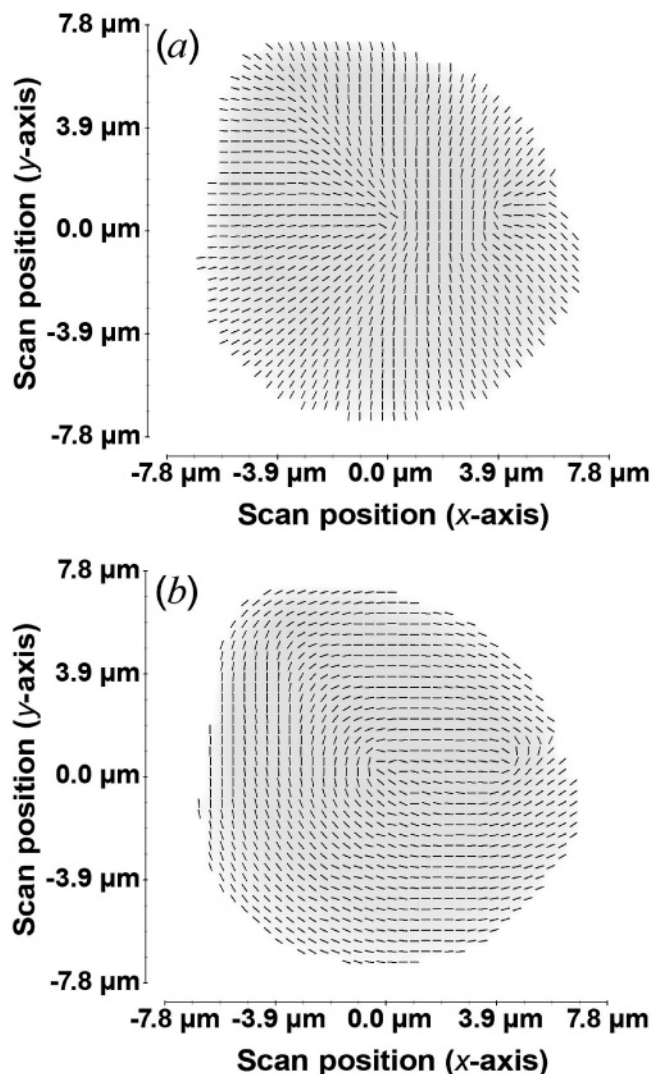 (a)
Scan position (y-axis)
7.8 µm
3.9 µm
0.0 µm
-3.9 µm
-7.8 µm
-7.8 µm -3.9 µm 0.0 µm 3.9 µm 7.8 µm
Scan position (x-axis)
(b)
Scan position (y-axis)
7.8 µm
3.9 µm
0.0 µm
-3.9 µm
-7.8 µm
-7.8 µm -3.9 µm 0.0 µm 3.9 µm 7.8 µm
Scan position (x-axis)